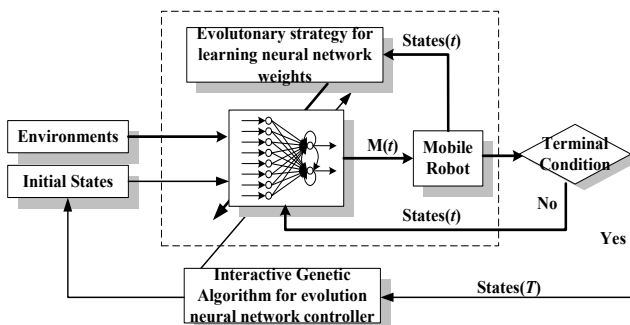 Evolutionary strategy for
learning neural network
weights
States(t)
Environments
Initial States
M(t)
Mobile
Robot
Terminal
Condition
No
States(t)
Yes
Interactive Genetic
Algorithm for evolution
neural network controller
States(T)